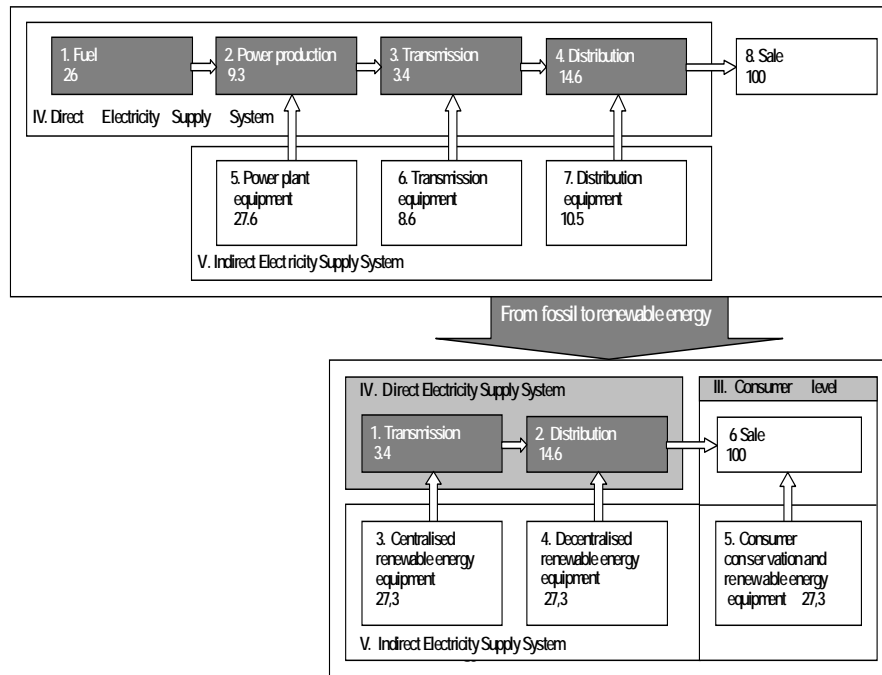 1. Fuel
26
2. Power production
9.3
3. Transmission
3.4
4. Distribution
14.6
8. Sale
100
IV. Direct Electricity Supply System
5. Power plant
equipment
27.6
6. Transmission
equipment
8.6
7. Distribution
equipment
10.5
V. Indirect Electricity Supply System
From fossil to renewable energy
IV. Direct Electricity Supply System
III. Consumer level
1. Transmission
3.4
2. Distribution
14.6
6 Sale
100
3. Centralised
renewable energy
equipment
27,3
4. Decentralised
renewable energy
equipment
27,3
5. Consumer
conservation and
renewable energy
equipment 27,3
V. Indirect Electricity Supply System